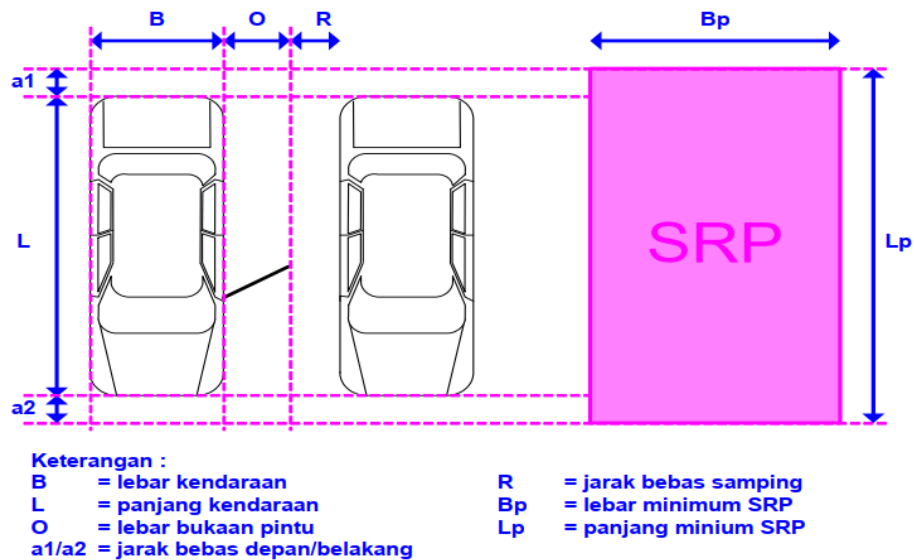 B O R Bp
a1
L
SRP
Lp
a2
Keterangan :
B = lebar kendaraan
L = panjang kendaraan
O = lebar bukaan pintu
a1/a2 = jarak bebas depan/belakang
R = jarak bebas samping
Bp = lebar minimum SRP
Lp = panjang minium SRP